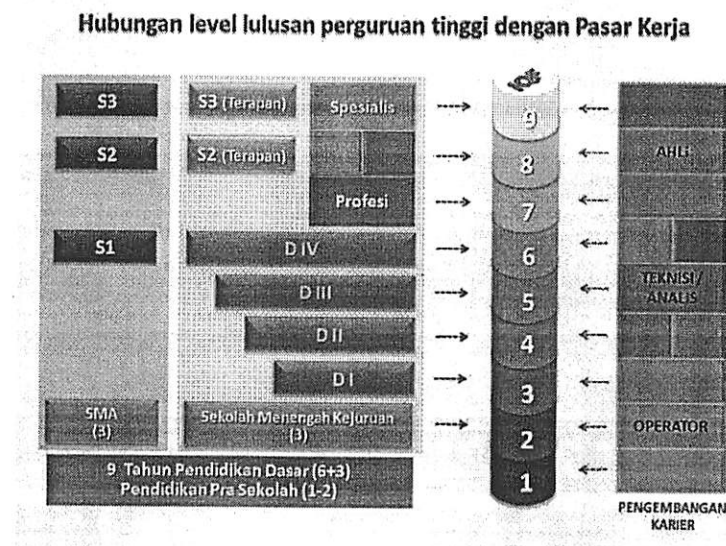 Hubungan level lulusan perguruan tinggi dengan Pasar Kerja
S3
S3 (Terapan)
Spesialis
9
S2
S2 (Terapan)
8
AHLI
Profesi
7
S1
D IV
6
D III
5
TEKNISI/
ANALIS
D II
4
D I
3
SMA
(3)
Sekolah Menengah Kejuruan
(3)
2
OPERATOR
9 Tahun Pendidikan Dasar (6+3)
Pendidikan Pra Sekolah (1-2)
1
PENGEMBANGAN
KARIER